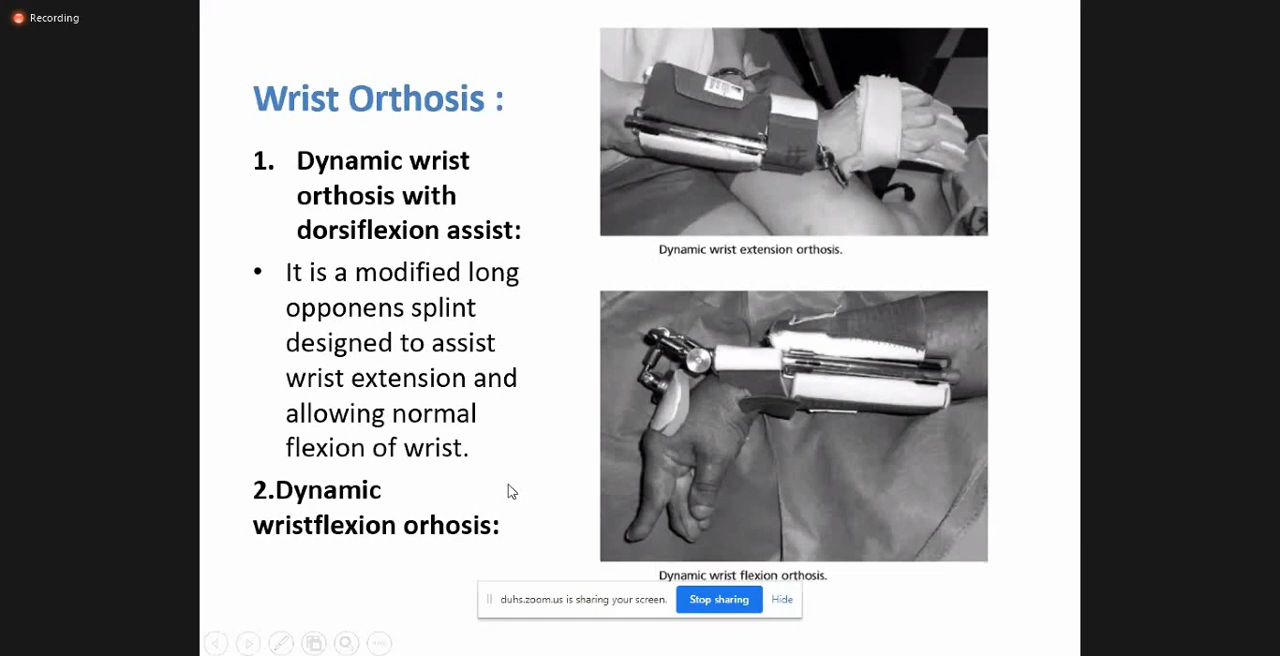 Recording
Wrist Orthosis :
1. Dynamic wrist
orthosis with
dorsiflexion assist:
• It is a modified long
opponens splint
designed to assist
wrist extension and
allowing normal
flexion of wrist.
2.Dynamic
wristflexion orhosis:
Dynamic wrist extension orthosis.
Dynamic wrist flexion orthosis.
duhs.zoom.us is sharing your screen. Stop sharing Hide